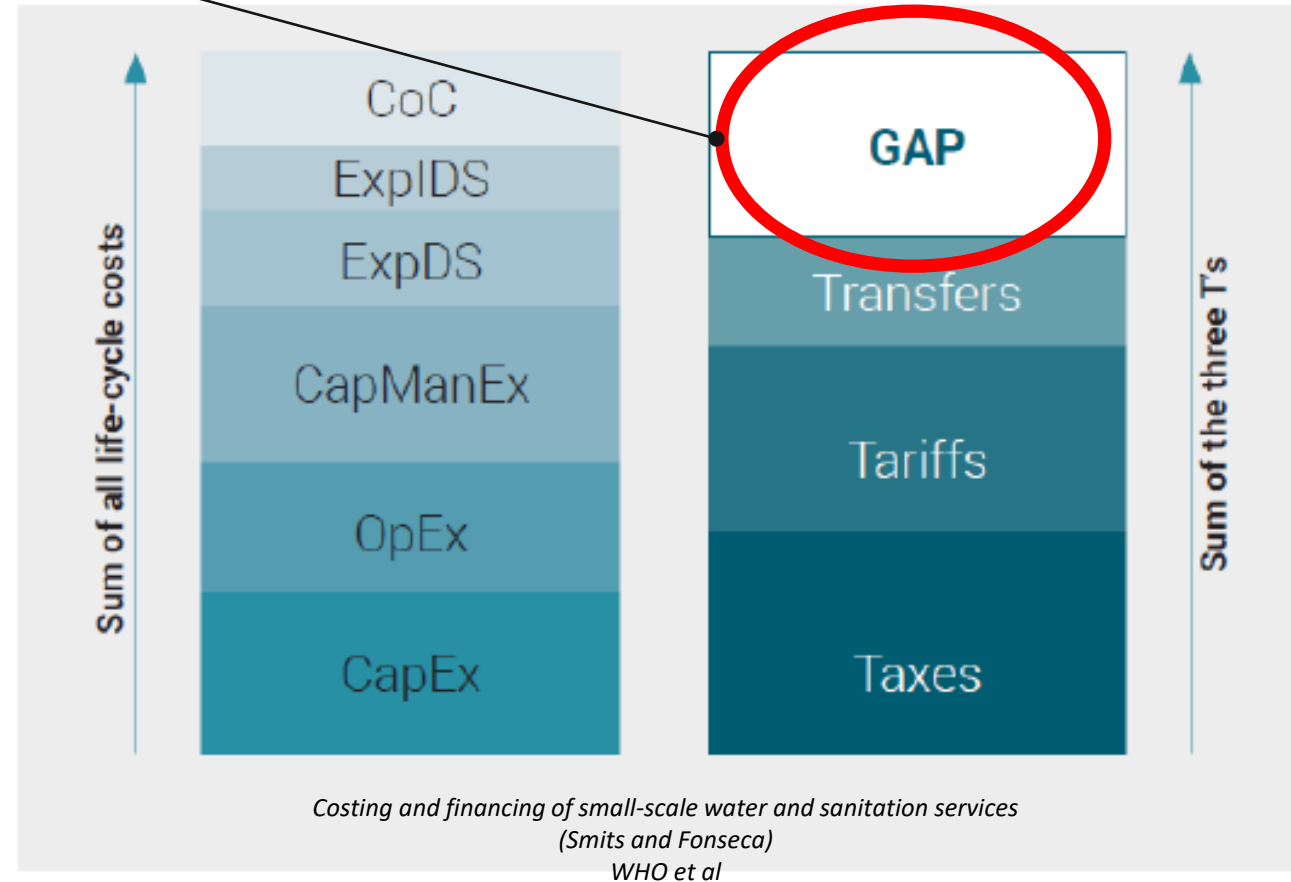 Sum of all life-cycle costs
CoC
ExpIDS
ExpDS
CapManEx
OpEx
CapEx
GAP
Transfers
Tariffs
Taxes
Sum of the three T's
Costing and financing of small-scale water and sanitation services
(Smits and Fonseca)
WHO et al